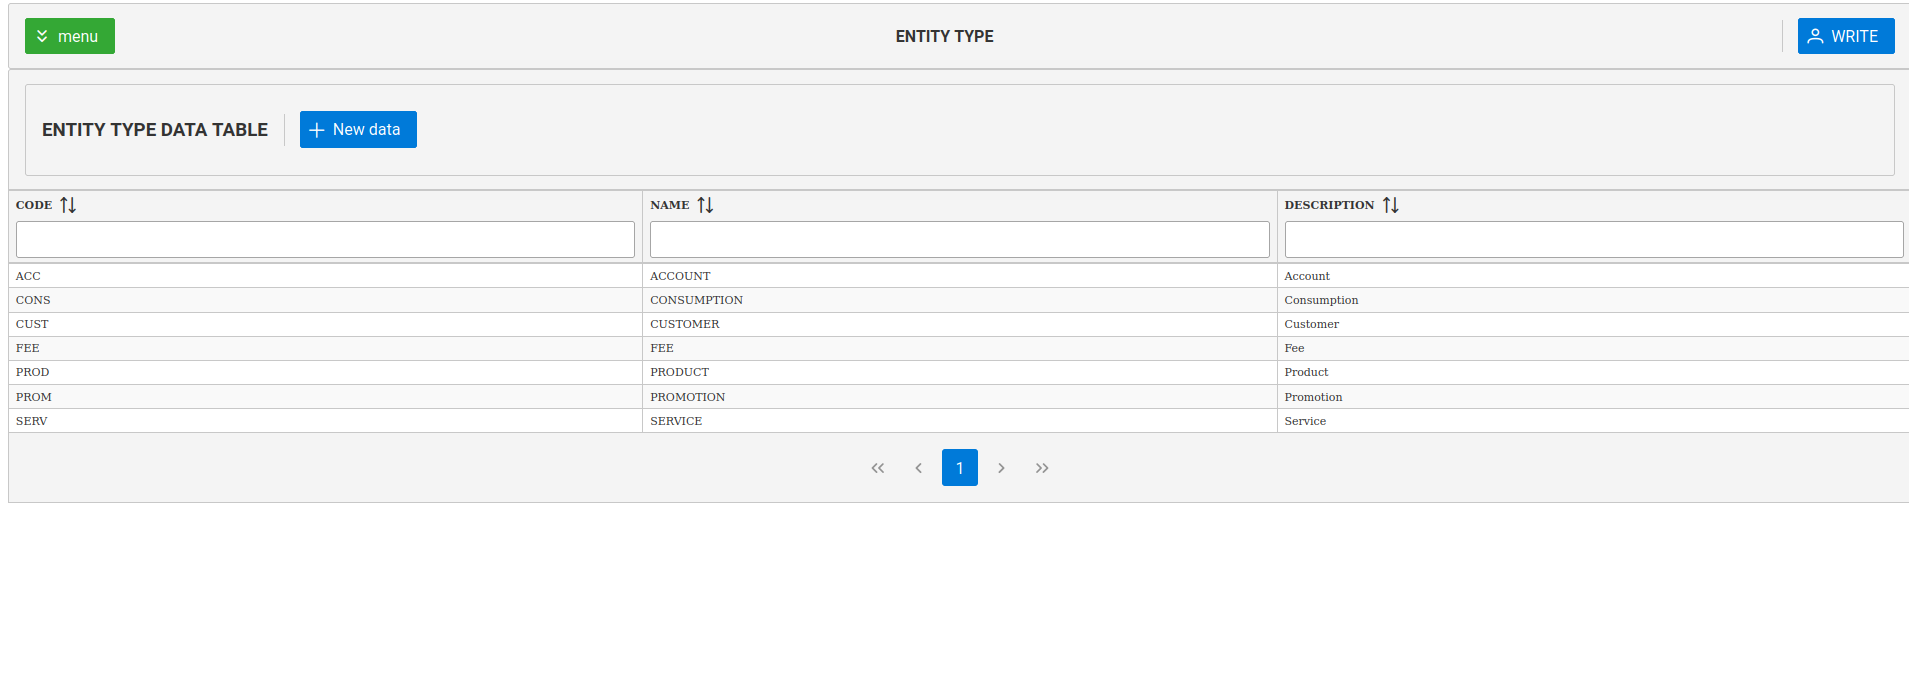 menu ENTITY TYPE WRITE
ENTITY TYPE DATA TABLE New data
CODE NAME DESCRIPTION
ACC ACCOUNT Account
CONS CONSUMPTION Consumption
CUST CUSTOMER Customer
FEE FEE Fee
PROD PRODUCT Product
PROM PROMOTION Promotion
SERV SERVICE Service
1